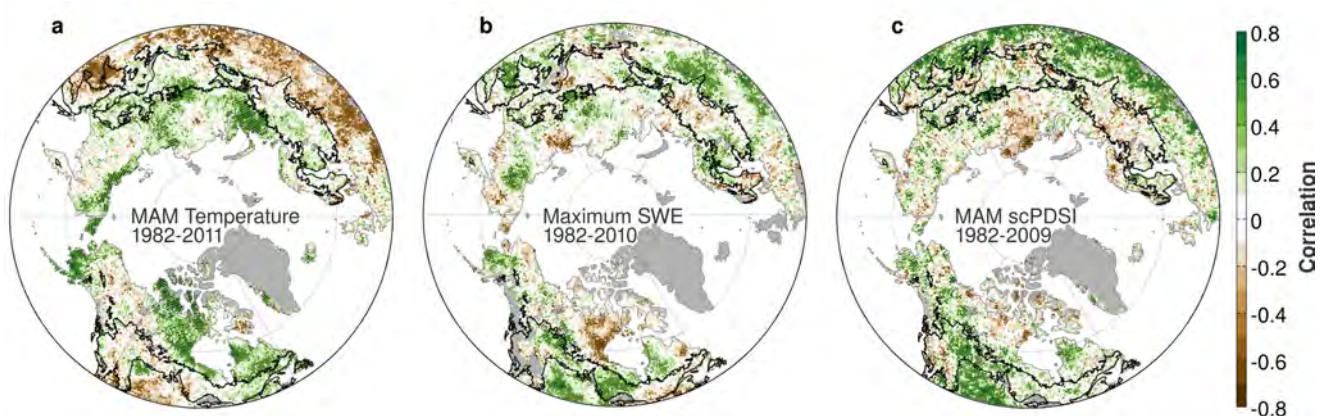 a
b
c
MAM Temperature
1982-2011
Maximum SWE
1982-2010
MAM scPDSI
1982-2009
0.8
0.6
0.4
0.2
0
-0.2
-0.4
-0.6
-0.8
Correlation